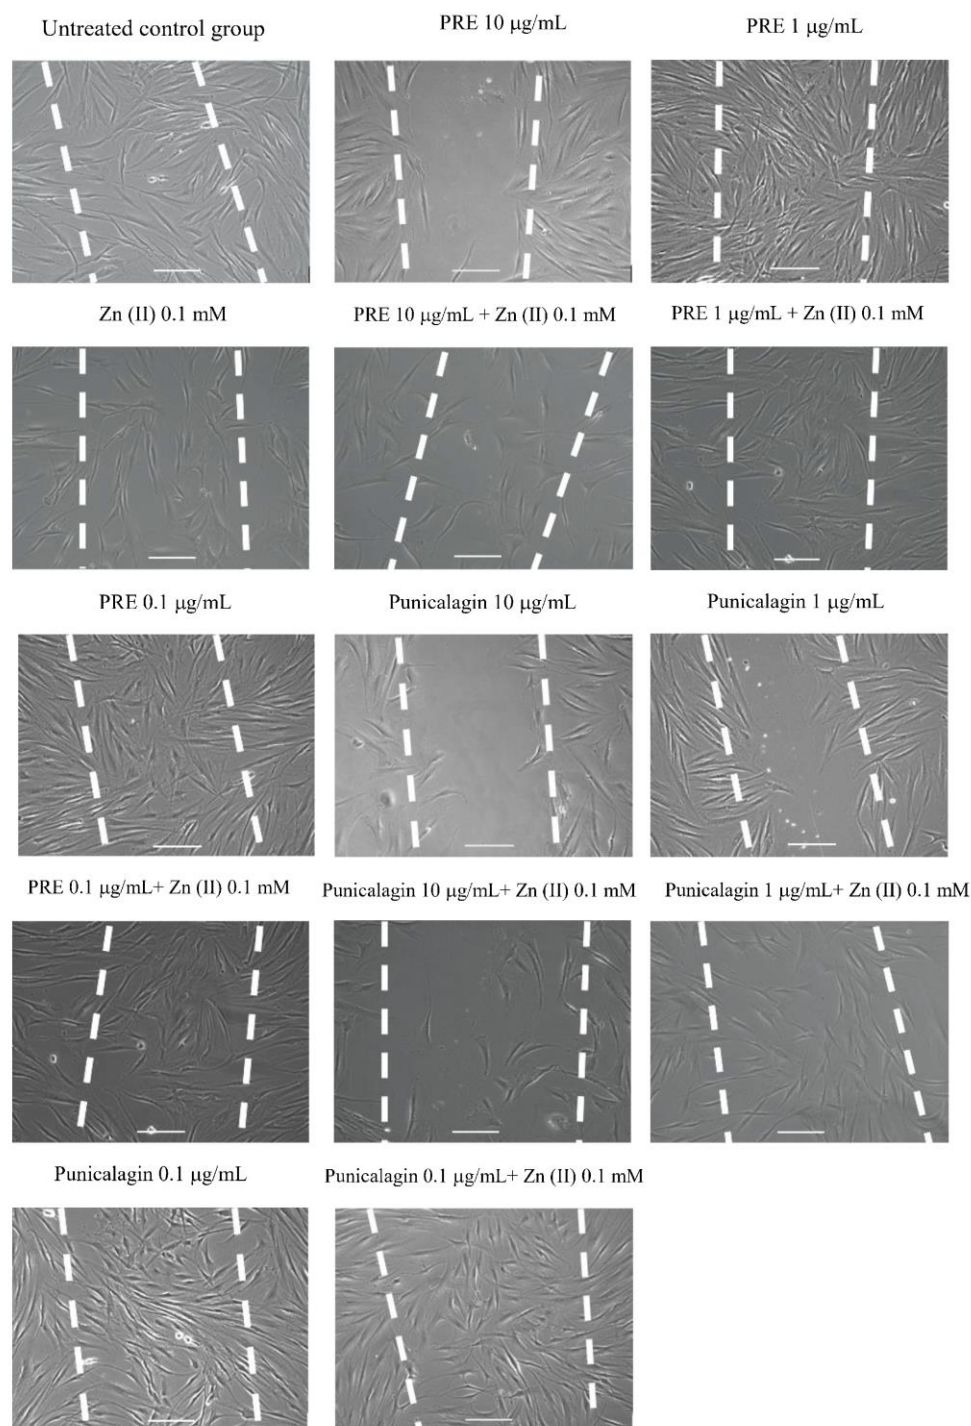 Untreated control group
PRE 10 μg/mL
PRE 1 μg/mL
Zn (II) 0.1 mM
PRE 10 μg/mL + Zn (II) 0.1 mM
PRE 1 μg/mL + Zn (II) 0.1 mM
PRE 0.1 μg/mL
Punicalagin 10 μg/mL
Punicalagin 1 μg/mL
PRE 0.1 μg/mL+ Zn (II) 0.1 mM
Punicalagin 10 μg/mL+ Zn (II) 0.1 mM
Punicalagin 1 μg/mL+ Zn (II) 0.1 mM
Punicalagin 0.1 μg/mL
Punicalagin 0.1 μg/mL+ Zn (II) 0.1 mM